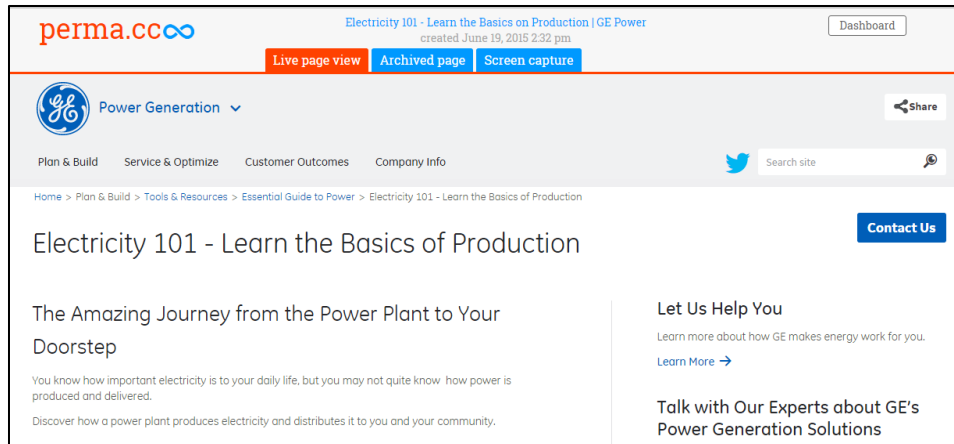 perma.cc
Electricity 101 - Learn the Basics on Production | GE Power
created June 19, 2015 2:32 pm
Dashboard
Live page view Archived page Screen capture
GE Power Generation
Share
Plan & Build Service & Optimize Customer Outcomes Company Info
Search site
Home > Plan & Build > Tools & Resources > Essential Guide to Power > Electricity 101 - Learn the Basics of Production
Contact Us
Electricity 101 - Learn the Basics of Production
The Amazing Journey from the Power Plant to Your
Doorstep
You know how important electricity is to your daily life, but you may not quite know how power is
produced and delivered.
Discover how a power plant produces electricity and distributes it to you and your community.
Let Us Help You
Learn more about how GE makes energy work for you.
Learn More →
Talk with Our Experts about GE's
Power Generation Solutions